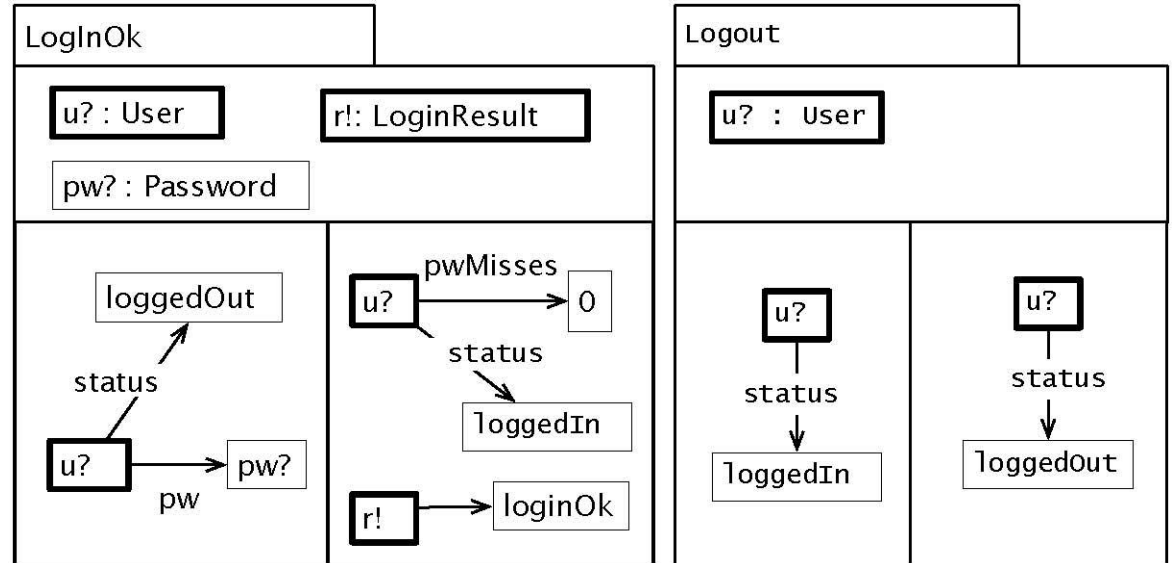 LogInOk
u? : User
r!: LoginResult
pw? : Password
loggedOut
status
u?
pw?
pw
pwMisses
u?
0
status
loggedIn
r!
loginOk
Logout
u? : User
u?
status
loggedIn
u?
status
loggedOut